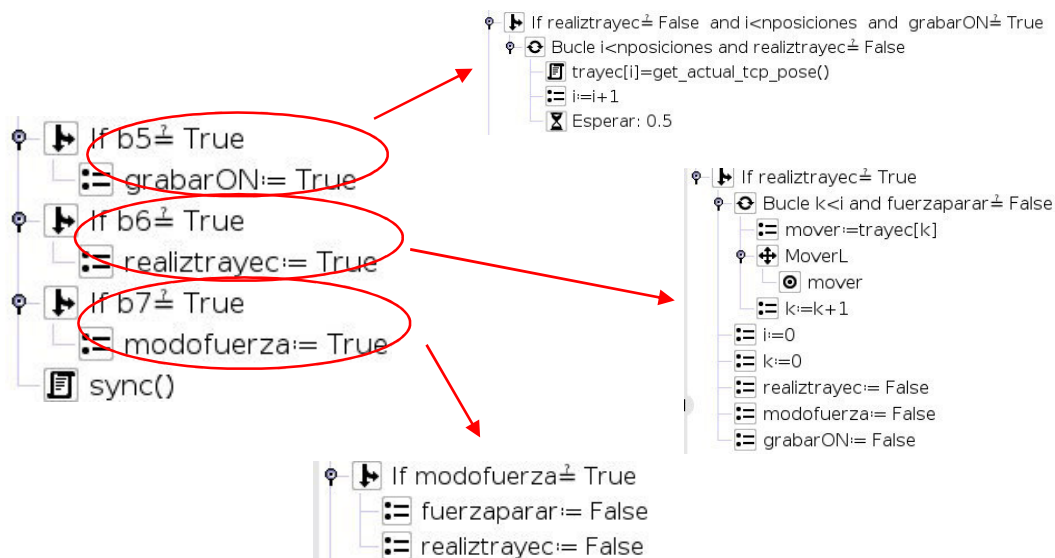 If realiztrayec≟ False and i<nposiciones and grabarON≟ True
Bucle i<nposiciones and realiztrayec≟ False
trayec[i]=get_actual_tcp_pose()
i:=i+1
Esperar: 0.5
If b5≟ True
grabarON:= True
If b6≟ True
realiztrayec:= True
If b7≟ True
modofuerza:= True
sync()
If realiztrayec≟ True
Bucle k<i and fuerzaparar≟ False
mover:=trayec[k]
MoverL
mover
k:=k+1
i:=0
k:=0
realiztrayec:= False
modofuerza:= False
grabarON:= False
If modofuerza≟ True
fuerzaparar:= False
realiztrayec:= False